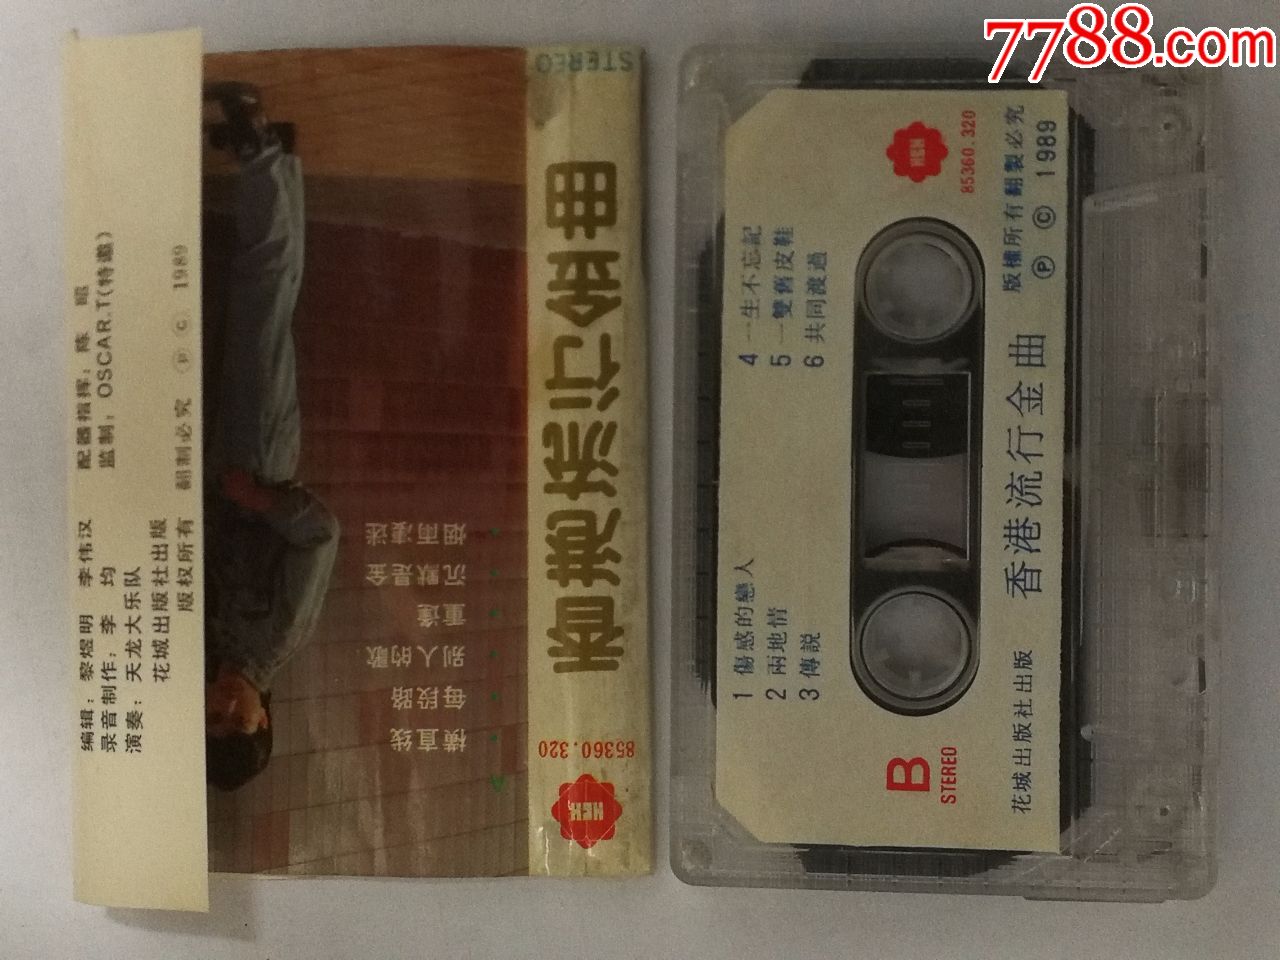 7788.com
编辑：黎煜明 李伟汉 配器指挥：陈 昭
录音制作：李 均 监制：OSCAR.T(特邀)
演奏：天龙大乐队
花城出版社出版
版权所有 翻制必究 Ⓟ Ⓒ 1989
A
横直线
每段路
别人的歌
重逢
沉默是金
烟雨凄迷
85360.320
香港流行金曲
STEREO
1 傷感的戀人
2 兩地情
3 傳説
4 一生不忘記
5 一雙舊皮鞋
6 共同渡過
B
STEREO
85360.320
香港流行金曲
花城出版社出版
版權所有翻製必究
Ⓟ Ⓒ 1989